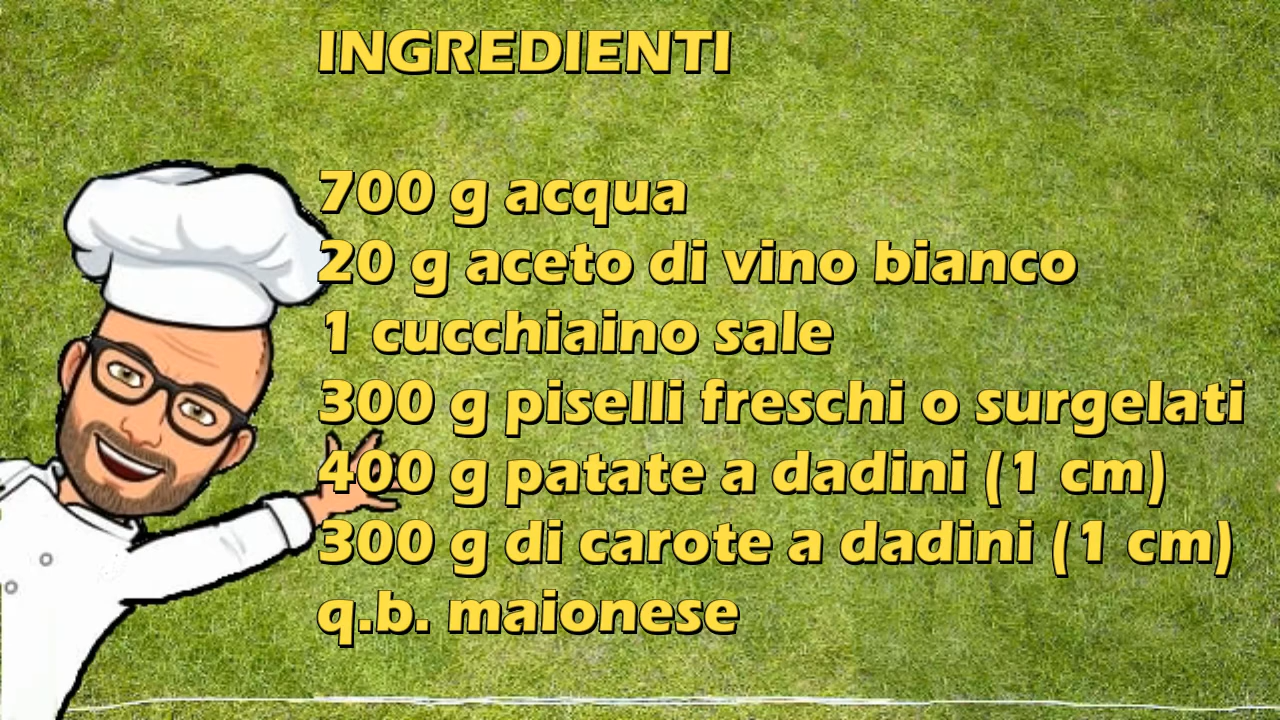 INGREDIENTI
700 g acqua
20 g aceto di vino bianco
1 cucchiaino sale
300 g piselli freschi o surgelati
400 g patate a dadini (1 cm)
300 g di carote a dadini (1 cm)
q.b. maionese